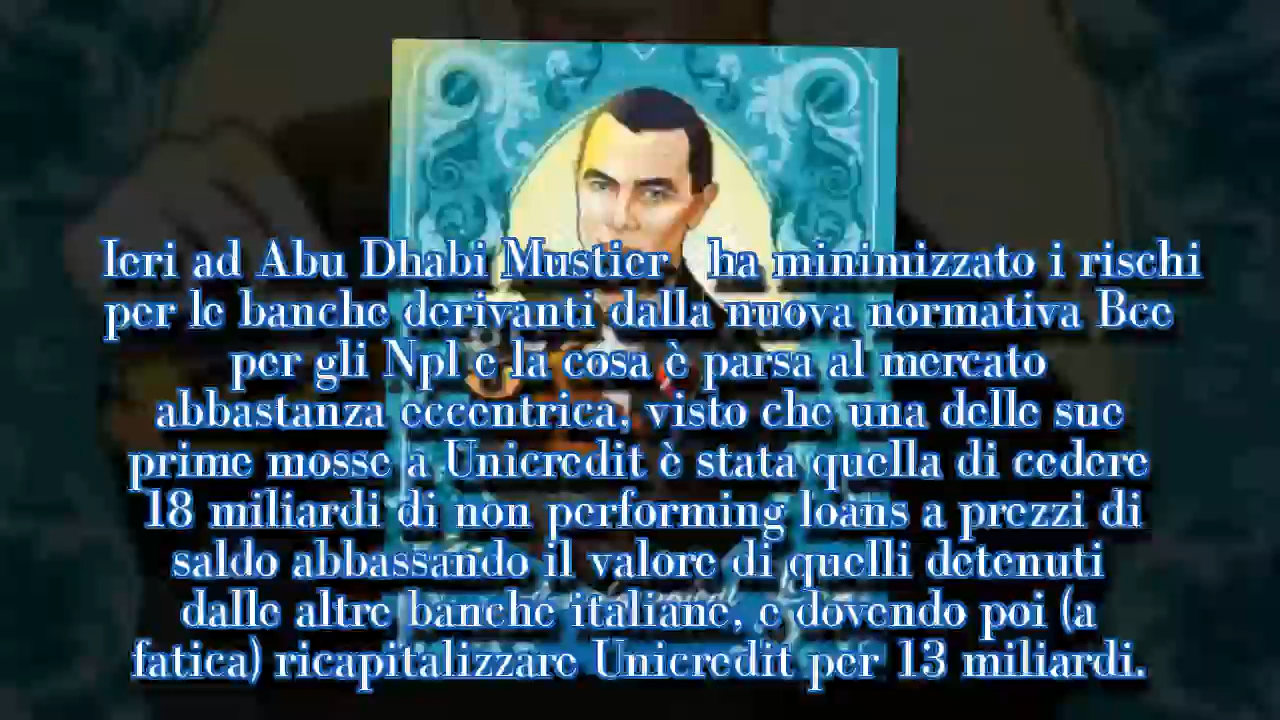 Ieri ad Abu Dhabi Mustier ha minimizzato i rischi
per le banche derivanti dalla nuova normativa Bce
per gli Npl e la cosa è parsa al mercato
abbastanza eccentrica, visto che una delle sue
prime mosse a Unicredit è stata quella di cedere
18 miliardi di non performing loans a prezzi di
saldo abbassando il valore di quelli detenuti
dalle altre banche italiane, e dovendo poi (a
fatica) ricapitalizzare Unicredit per 13 miliardi.